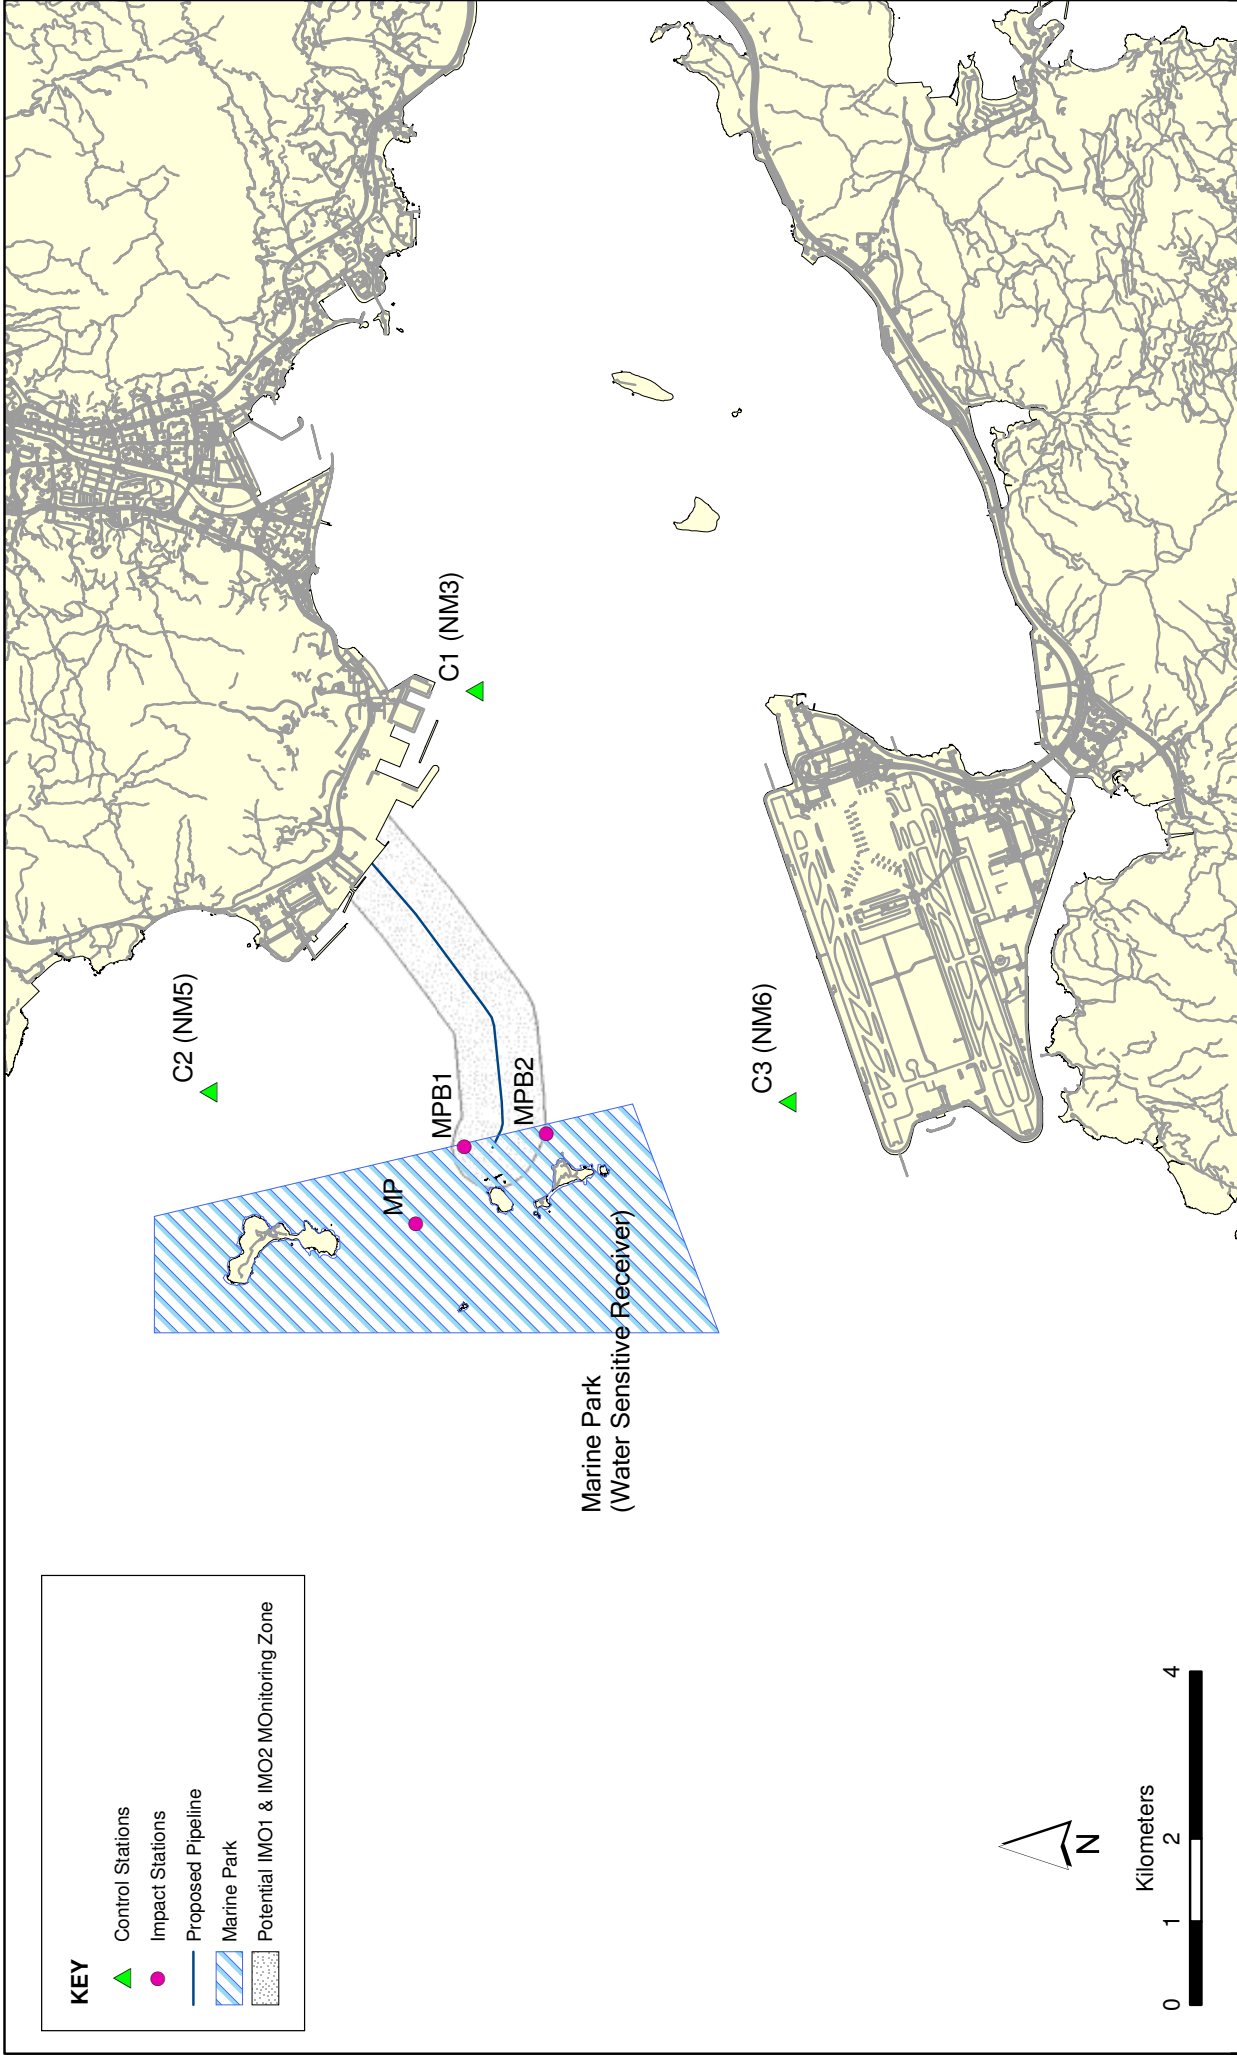 KEY
Control Stations
Impact Stations
Proposed Pipeline
Marine Park
Potential IMO1 & IMO2 MOnitoring Zone
C2 (NM5)
C1 (NM3)
MPB1
MP
MPB2
C3 (NM6)
Marine Park
(Water Sensitive Receiver)
N
Kilometers
0 1 2 4